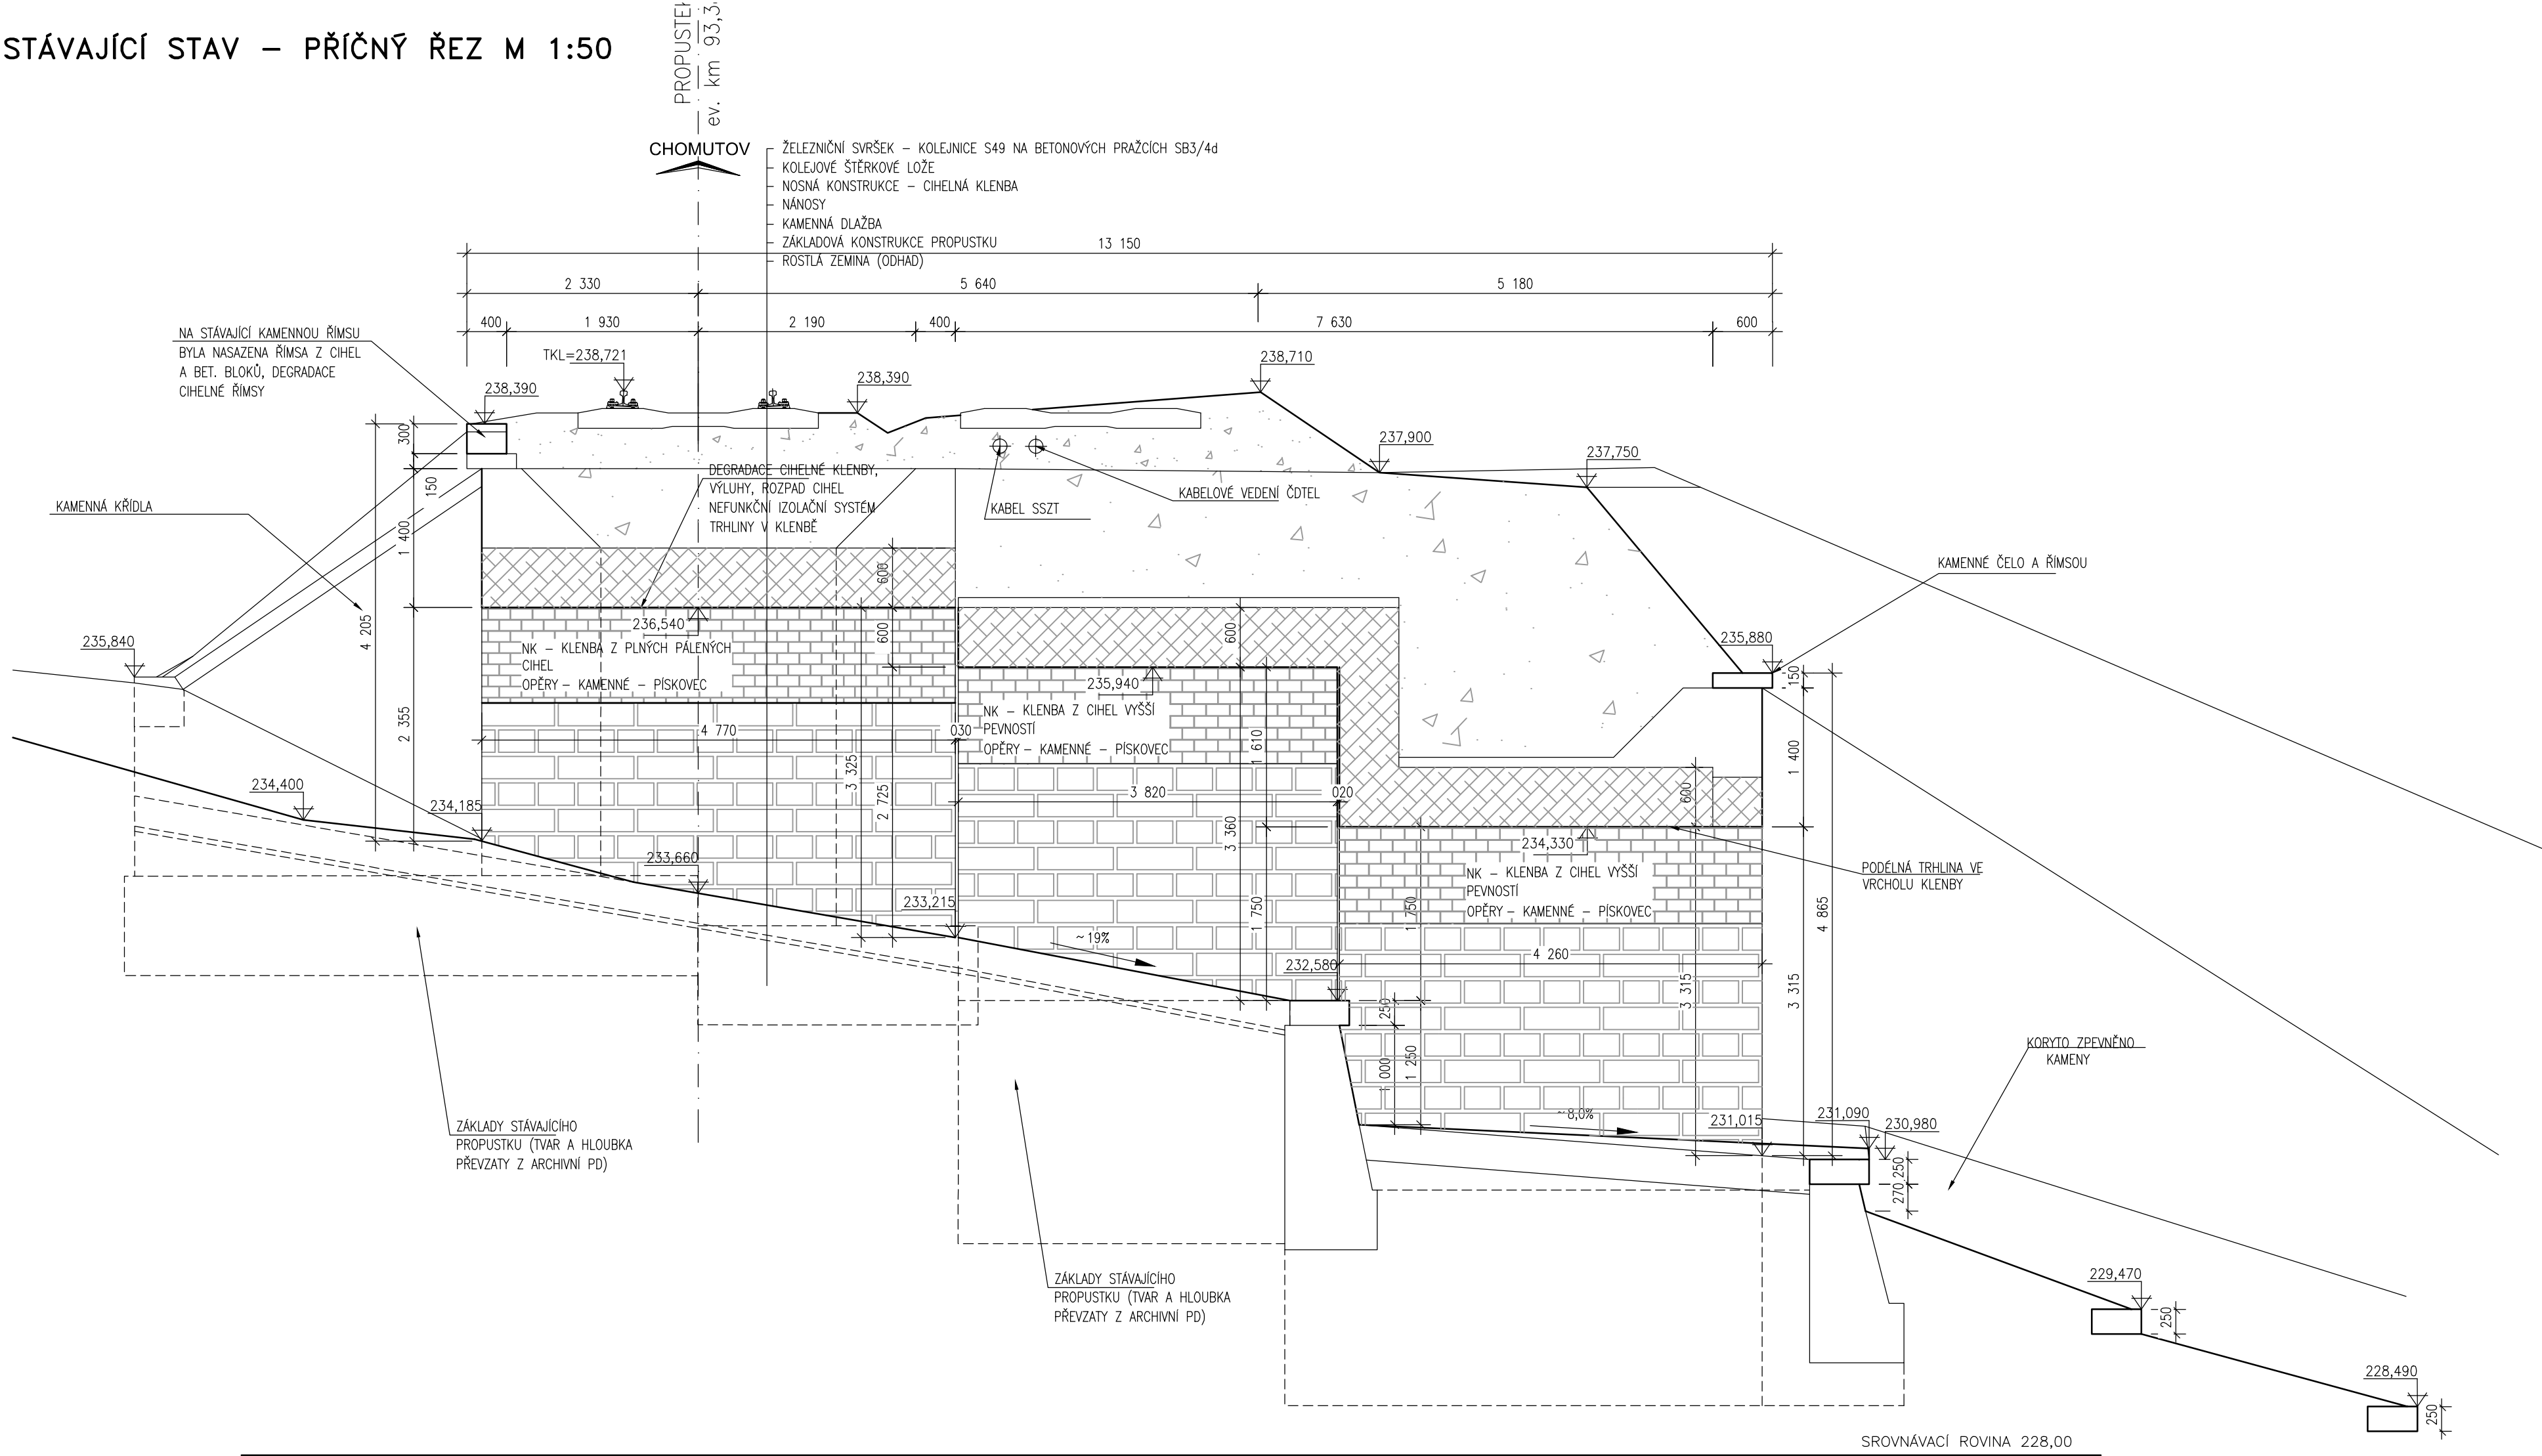 STÁVAJÍCÍ STAV – PŘÍČNÝ ŘEZ M 1:50
PROPUSTEK
ev. km 93,3
CHOMUTOV
ŽELEZNIČNÍ SVRŠEK – KOLEJNICE S49 NA BETONOVÝCH PRAŽCÍCH SB3/4d
KOLEJOVÉ ŠTĚRKOVÉ LOŽE
NOSNÁ KONSTRUKCE – CIHELNÁ KLENBA
NÁNOSY
KAMENNÁ DLAŽBA
ZÁKLADOVÁ KONSTRUKCE PROPUSTKU
ROSTLÁ ZEMINA (ODHAD)
13 150
2 330
5 640
5 180
400
1 930
2 190
400
7 630
600
NA STÁVAJÍCÍ KAMENNOU ŘÍMSU
BYLA NASAZENA ŘÍMSA Z CIHEL
A BET. BLOKŮ, DEGRADACE
CIHELNÉ ŘÍMSY
TKL=238,721
238,390
238,390
238,710
237,900
237,750
300
150
1 400
4 205
2 355
KAMENNÁ KŘÍDLA
DEGRADACE CIHELNÉ KLENBY,
VÝLUHY, ROZPAD CIHEL
NEFUNKČNÍ IZOLAČNÍ SYSTÉM
TRHLINY V KLENBĚ
KABEL SSZT
KABELOVÉ VEDENÍ ČDTEL
KAMENNÉ ČELO A ŘÍMSOU
235,840
236,540
600
600
600
235,880
150
NK – KLENBA Z PLNÝCH PÁLENÝCH
CIHEL
OPĚRY – KAMENNÉ – PÍSKOVEC
235,940
NK – KLENBA Z CIHEL VYŠŠÍ
PEVNOSTÍ
OPĚRY – KAMENNÉ – PÍSKOVEC
4 770
030
3 325
2 725
1 610
3 820
020
3 360
1 400
600
234,400
234,185
234,330
233,660
233,215
NK – KLENBA Z CIHEL VYŠŠÍ
PEVNOSTÍ
OPĚRY – KAMENNÉ – PÍSKOVEC
PODÉLNÁ TRHLINA VE
VRCHOLU KLENBY
1 750
1 750
4 865
~19%
232,580
4 260
250
3 315
3 315
1 000
1 250
KORYTO ZPEVNĚNO
KAMENY
~8,0%
231,015
231,090
230,980
250
270
ZÁKLADY STÁVAJÍCÍHO
PROPUSTKU (TVAR A HLOUBKA
PŘEVZATY Z ARCHIVNÍ PD)
ZÁKLADY STÁVAJÍCÍHO
PROPUSTKU (TVAR A HLOUBKA
PŘEVZATY Z ARCHIVNÍ PD)
229,470
250
228,490
250
SROVNÁVACÍ ROVINA 228,00